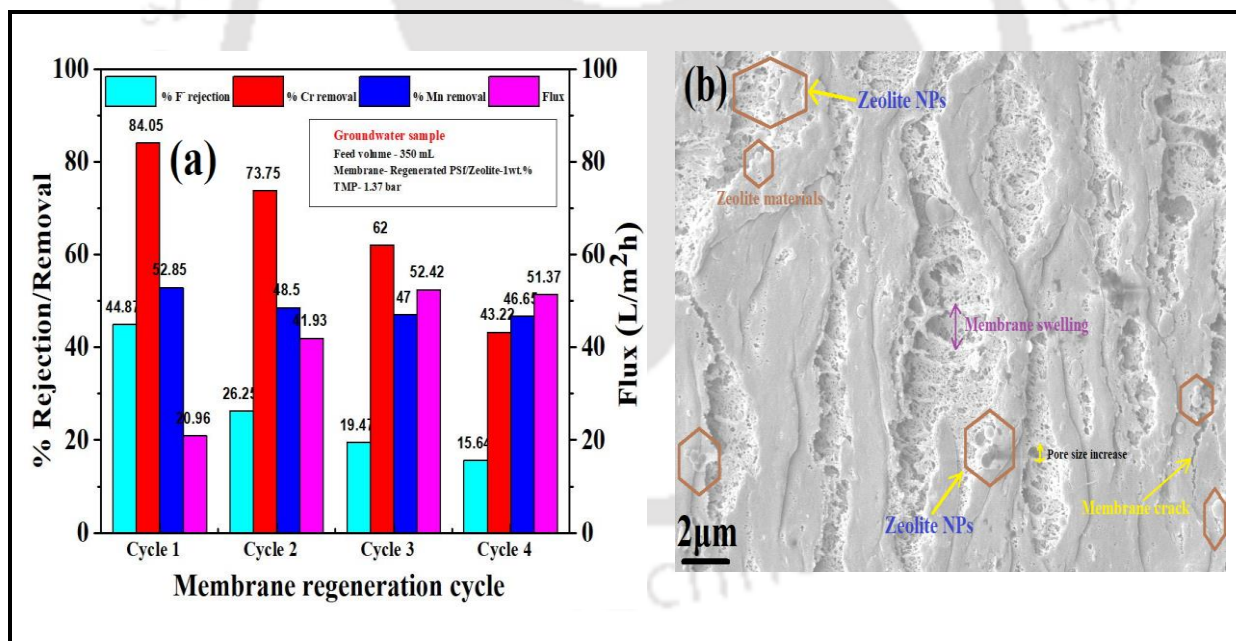 (a)
% F⁻ rejection % Cr removal % Mn removal Flux
Groundwater sample
Feed volume - 350 mL
Membrane- Regenerated PSf/Zeolite-1wt.%
TMP- 1.37 bar
% Rejection/Removal
100
80
60
40
20
0
44.87
84.05
52.85
20.96
26.25
73.75
48.5
41.93
19.47
62
47
52.42
15.64
43.22
46.65
51.37
100
80
60
40
20
0
Flux (L/m²h)
Cycle 1 Cycle 2 Cycle 3 Cycle 4
Membrane regeneration cycle
(b)
Zeolite NPs
Zeolite materials
Membrane swelling
Pore size increase
Zeolite NPs
Membrane crack
2μm